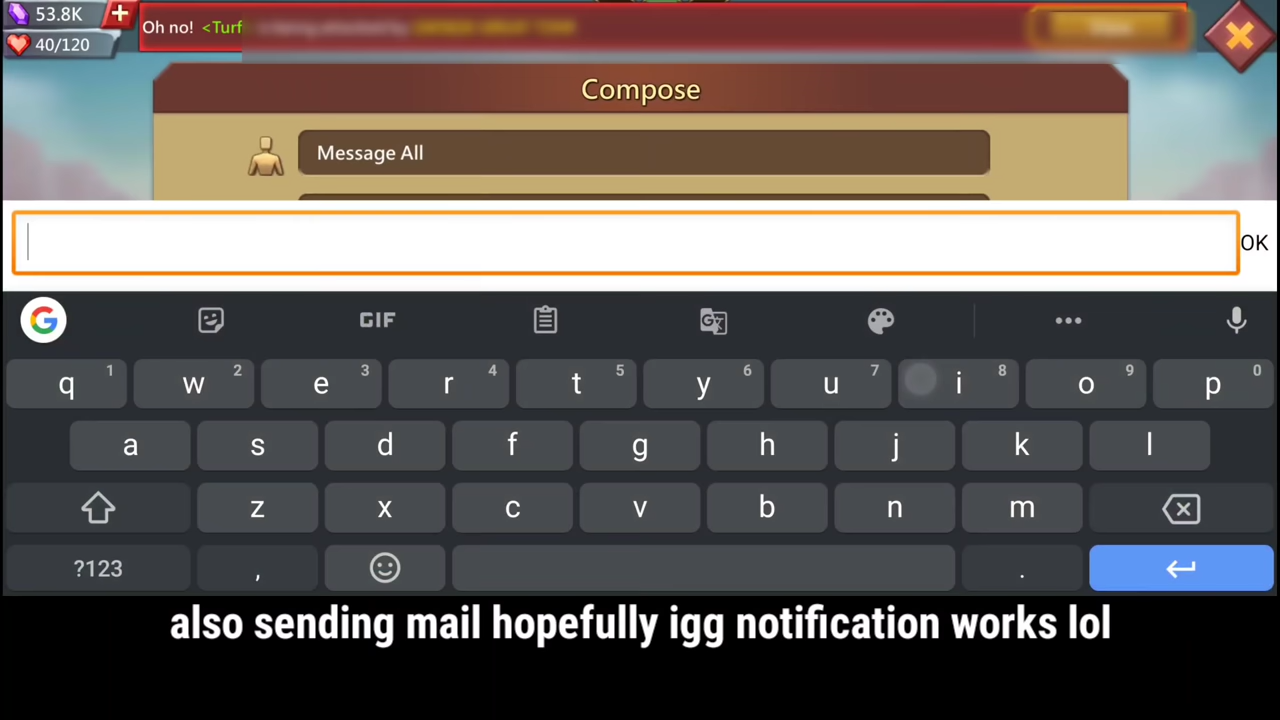 53.8K
Oh no! <Turf
40/120
Compose
Message All
OK
G
GIF
q 1 w 2 e 3 r 4 t 5 y 6 u 7 i 8 o 9 p 0
a s d f g h j k l
z x c v b n m
?123 , .
also sending mail hopefully igg notification works lol